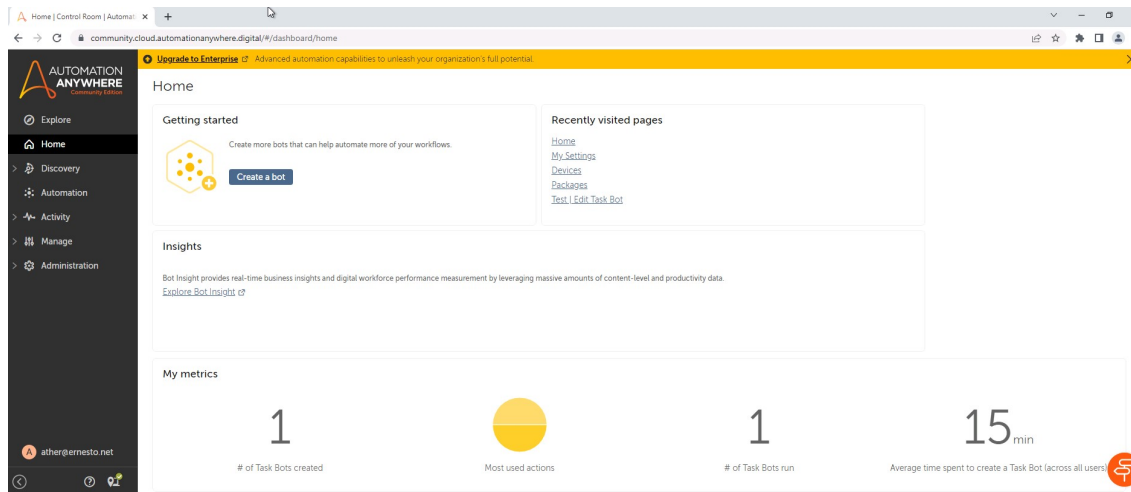 Home | Control Room | Automati
community.cloud.automationanywhere.digital/#/dashboard/home
AUTOMATION
ANYWHERE
Community Edition
Upgrade to Enterprise Advanced automation capabilities to unleash your organization's full potential.
Home
Explore
Home
Discovery
Automation
Activity
Manage
Administration
A ather@ernesto.net
Getting started
Create more bots that can help automate more of your workflows.
Create a bot
Recently visited pages
Home
My Settings
Devices
Packages
Test | Edit Task Bot
Insights
Bot Insight provides real-time business insights and digital workforce performance measurement by leveraging massive amounts of content-level and productivity data.
Explore Bot Insight
My metrics
1
# of Task Bots created
Most used actions
1
# of Task Bots run
15 min
Average time spent to create a Task Bot (across all users)